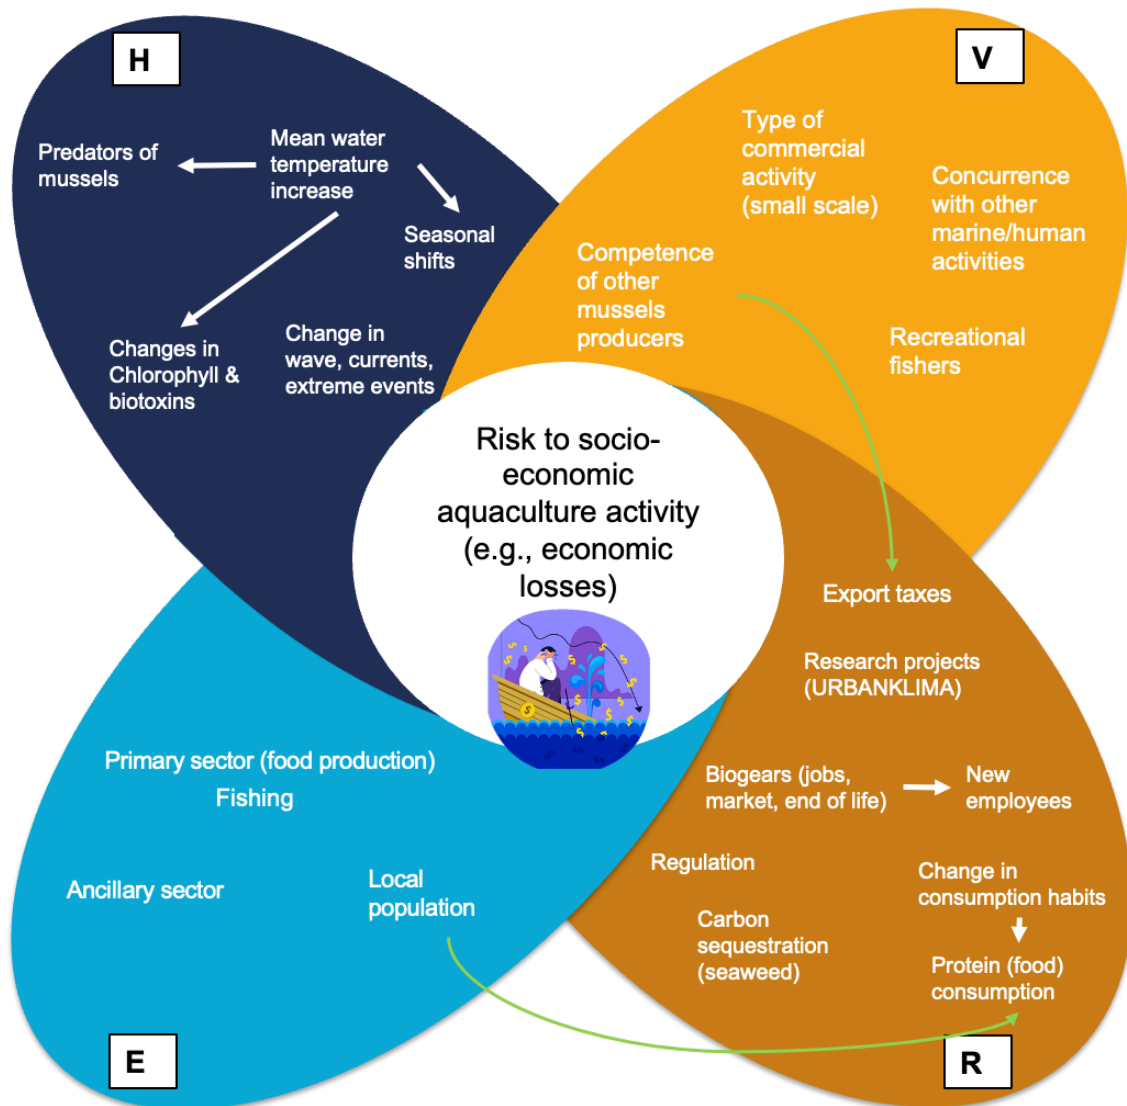 H
Predators of
mussels
Mean water
temperature
increase
Seasonal
shifts
Changes in
Chlorophyll &
biotoxins
Change in
wave, currents,
extreme events
V
Type of
commercial
activity
(small scale)
Concurrence
with other
marine/human
activities
Competence
of other
mussels
producers
Recreational
fishers
Risk to socio-
economic
aquaculture activity
(e.g., economic
losses)
Primary sector (food production)
Fishing
Ancillary sector
Local
population
E
Export taxes
Research projects
(URBANKLIMA)
Biogears (jobs,
market, end of life)
New
employees
Regulation
Change in
consumption habits
Carbon
sequestration
(seaweed)
Protein (food)
consumption
R